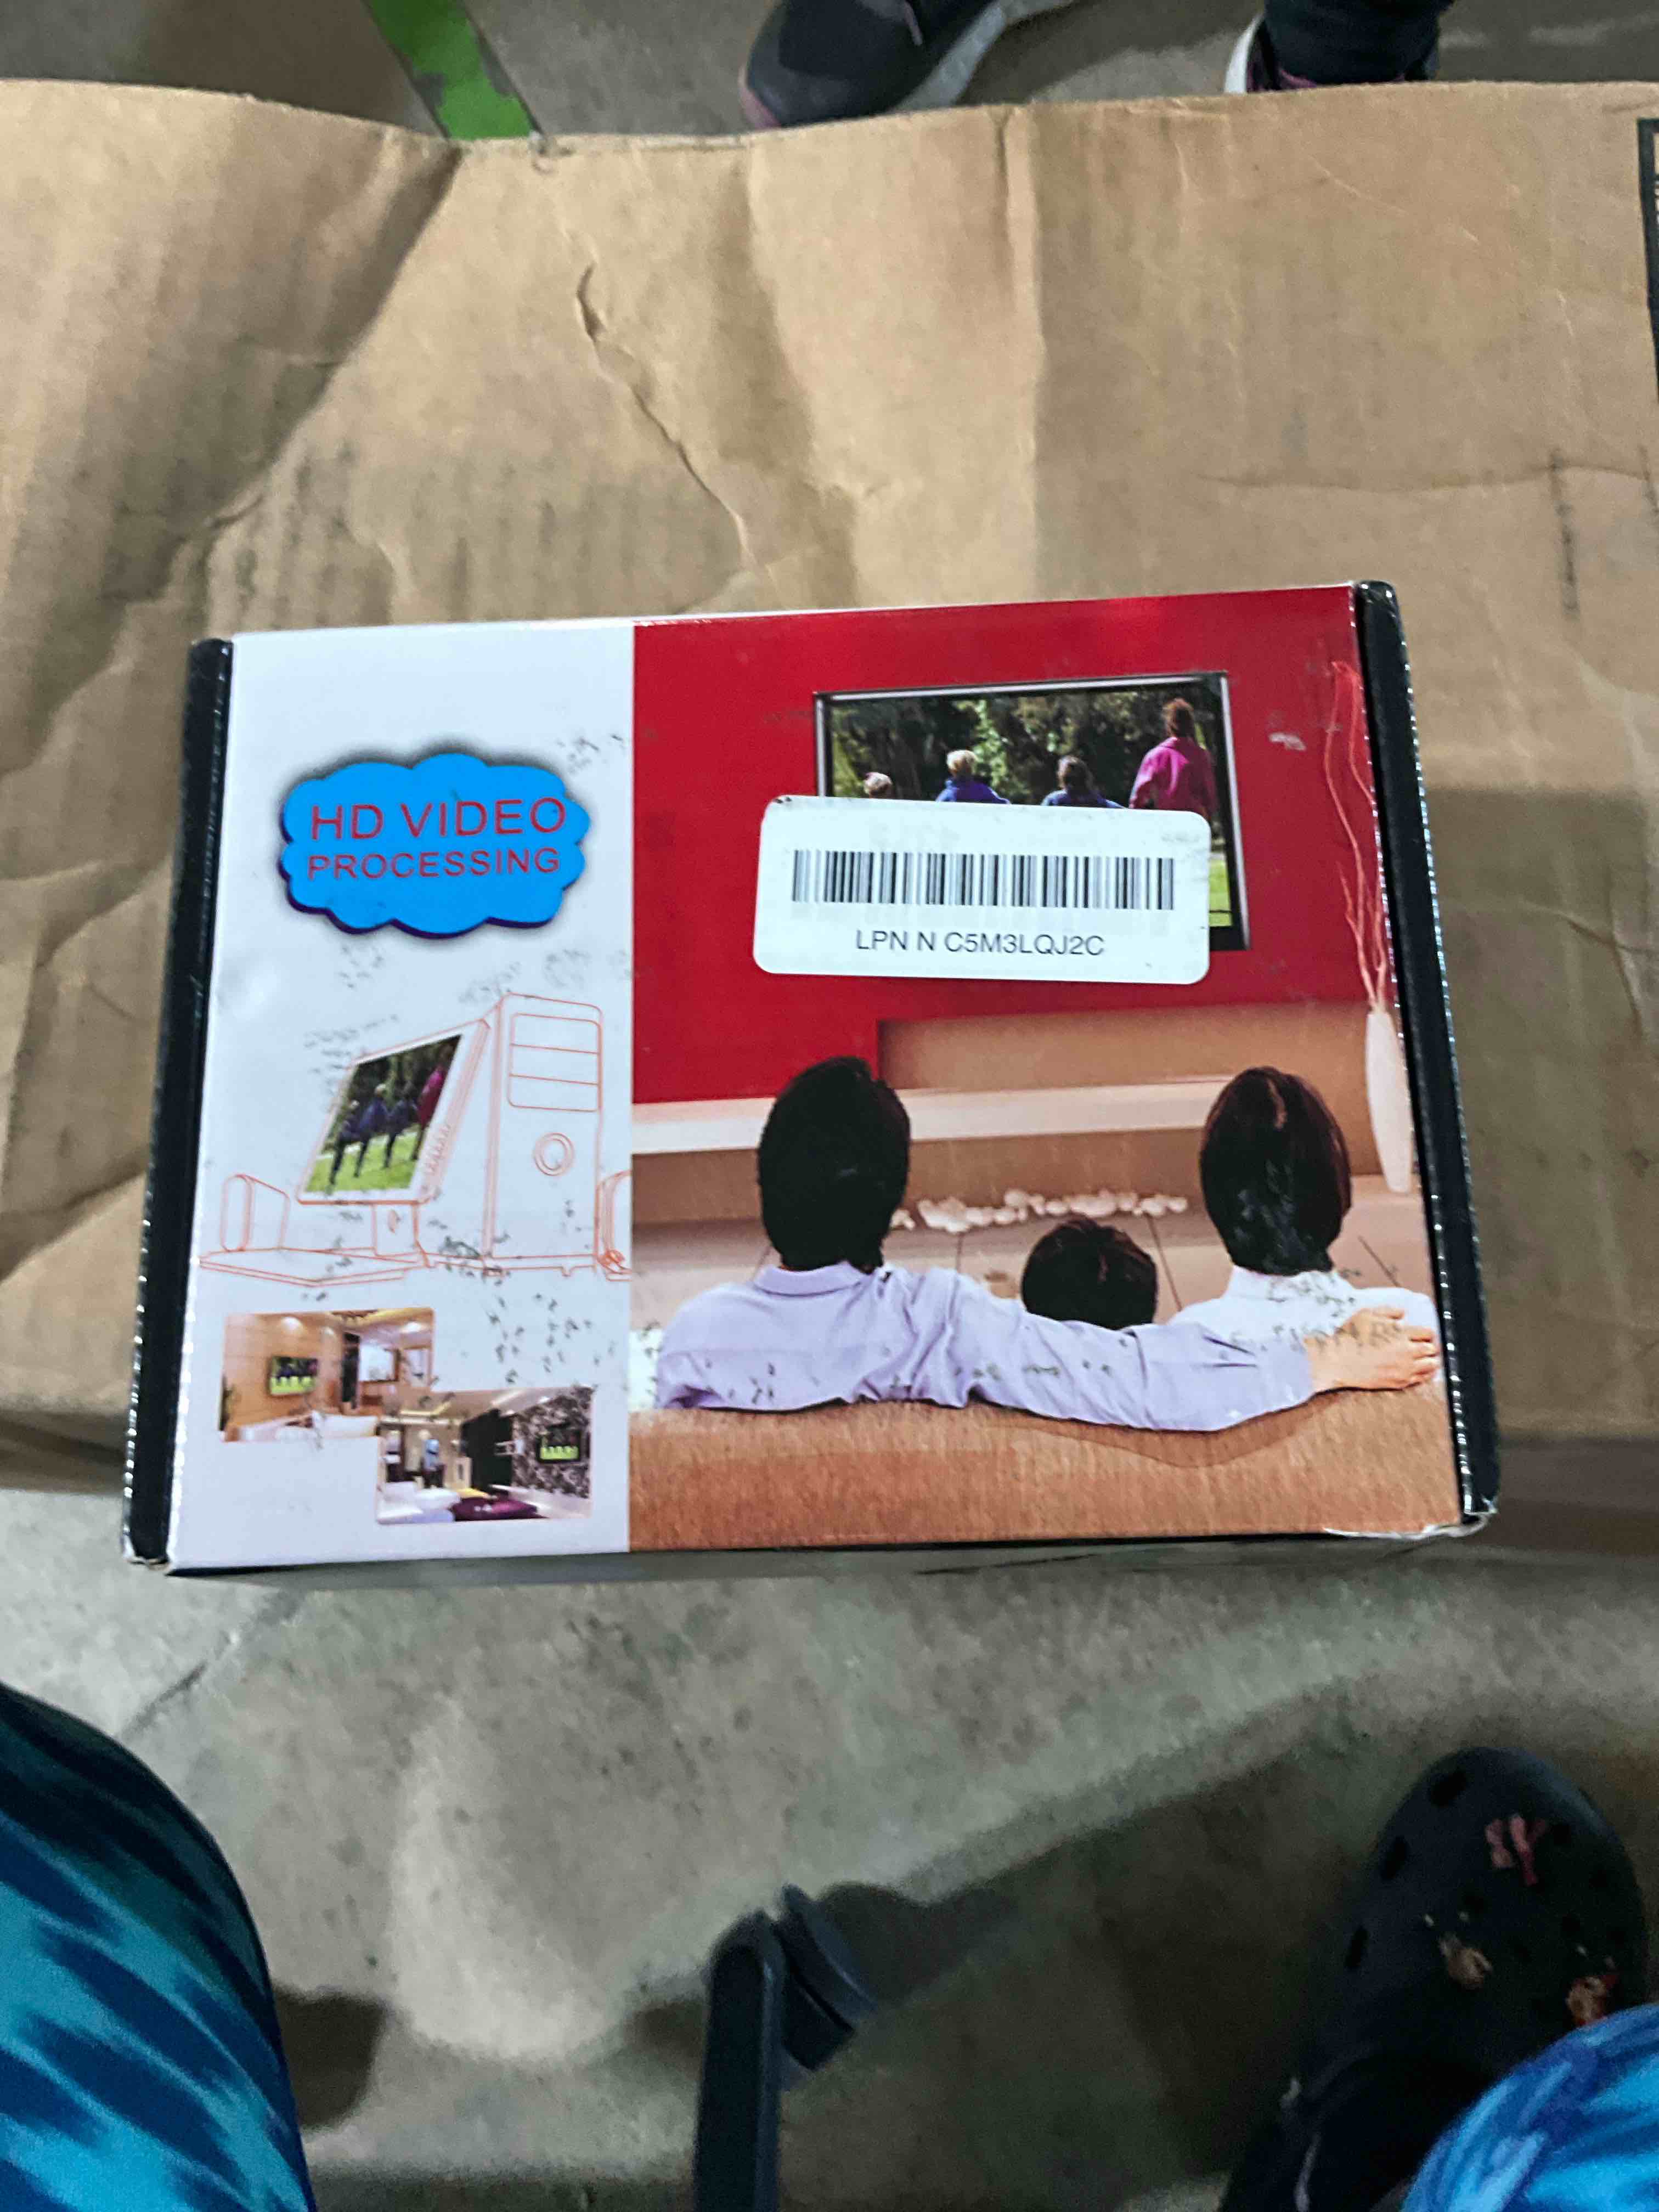 HD VIDEO
PROCESSING
LPN N C5M3LQJ2C